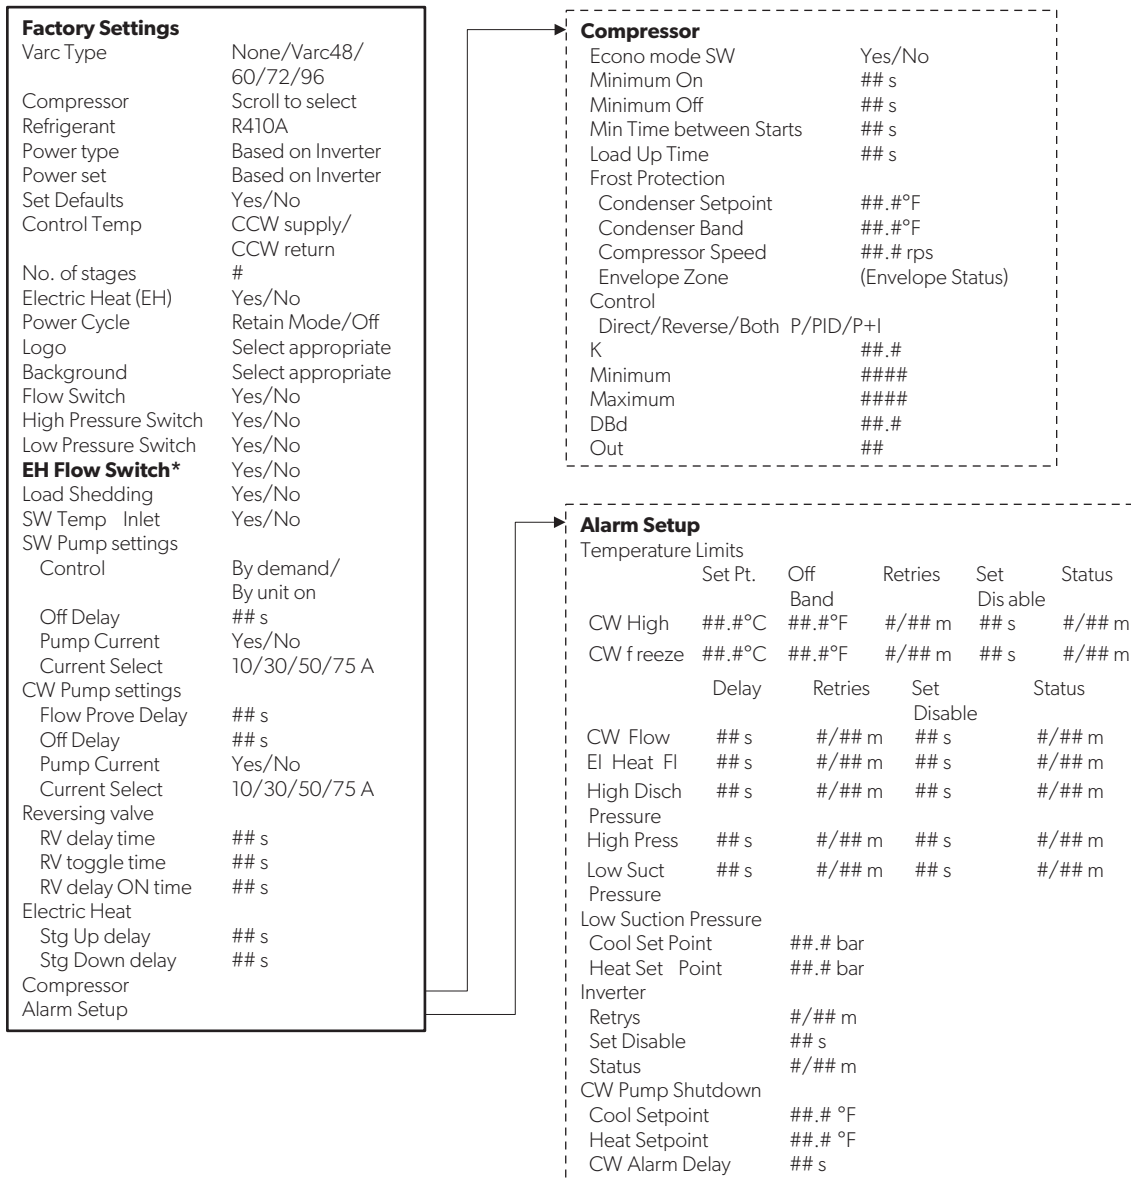 Factory Settings
Varc Type None/Varc48/
60/72/96
Compressor Scroll to select
Refrigerant R410A
Power type Based on Inverter
Power set Based on Inverter
Set Defaults Yes/No
Control Temp CCW supply/
CCW return
No. of stages #
Electric Heat (EH) Yes/No
Power Cycle Retain Mode/Off
Logo Select appropriate
Background Select appropriate
Flow Switch Yes/No
High Pressure Switch Yes/No
Low Pressure Switch Yes/No
EH Flow Switch* Yes/No
Load Shedding Yes/No
SW Temp Inlet Yes/No
SW Pump settings
Control By demand/
By unit on
Off Delay ## s
Pump Current Yes/No
Current Select 10/30/50/75 A
CW Pump settings
Flow Prove Delay ## s
Off Delay ## s
Pump Current Yes/No
Current Select 10/30/50/75 A
Reversing valve
RV delay time ## s
RV toggle time ## s
RV delay ON time ## s
Electric Heat
Stg Up delay ## s
Stg Down delay ## s
Compressor
Alarm Setup
Compressor
Econo mode SW Yes/No
Minimum On ## s
Minimum Off ## s
Min Time between Starts ## s
Load Up Time ## s
Frost Protection
Condenser Setpoint ##.#°F
Condenser Band ##.#°F
Compressor Speed ##.# rps
Envelope Zone (Envelope Status)
Control
Direct/Reverse/Both P/PID/P+I
K ##.#
Minimum ####
Maximum ####
DBd ##.#
Out ##
Alarm Setup
Temperature Limits
Set Pt. Off Retries Set Status
Band Dis able
CW High ##.#°C ##.#°F #/## m ## s #/## m
CW f reeze ##.#°C ##.#°F #/## m ## s #/## m
Delay Retries Set Status
Disable
CW Flow ## s #/## m ## s #/## m
El Heat Fl ## s #/## m ## s #/## m
High Disch ## s #/## m ## s #/## m
Pressure
High Press ## s #/## m ## s #/## m
Low Suct ## s #/## m ## s #/## m
Pressure
Low Suction Pressure
Cool Set Point ##.# bar
Heat Set Point ##.# bar
Inverter
Retrys #/## m
Set Disable ## s
Status #/## m
CW Pump Shutdown
Cool Setpoint ##.# °F
Heat Setpoint ##.# °F
CW Alarm Delay ## s